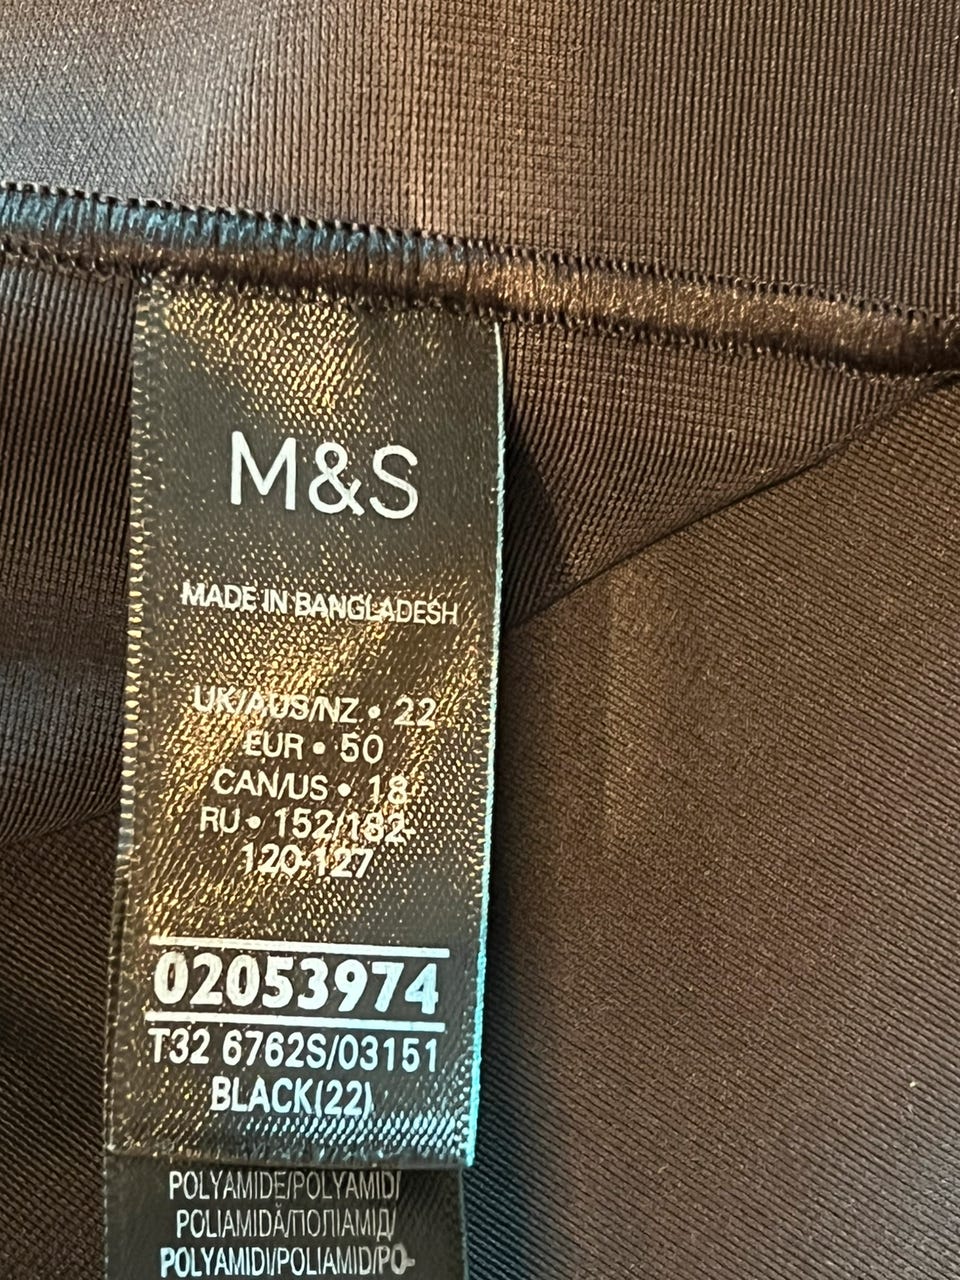 M&S
MADE IN BANGLADESH
UK/AUS/NZ • 22
EUR • 50
CAN/US • 18
RU • 152/182-
120-127
02053974
T32 6762S/03151
BLACK(22)
POLYAMIDE/POLYAMID/
POLIAMIDĂ/ПОЛІАМІД/
POLYAMIDI/POLIAMID/PO-